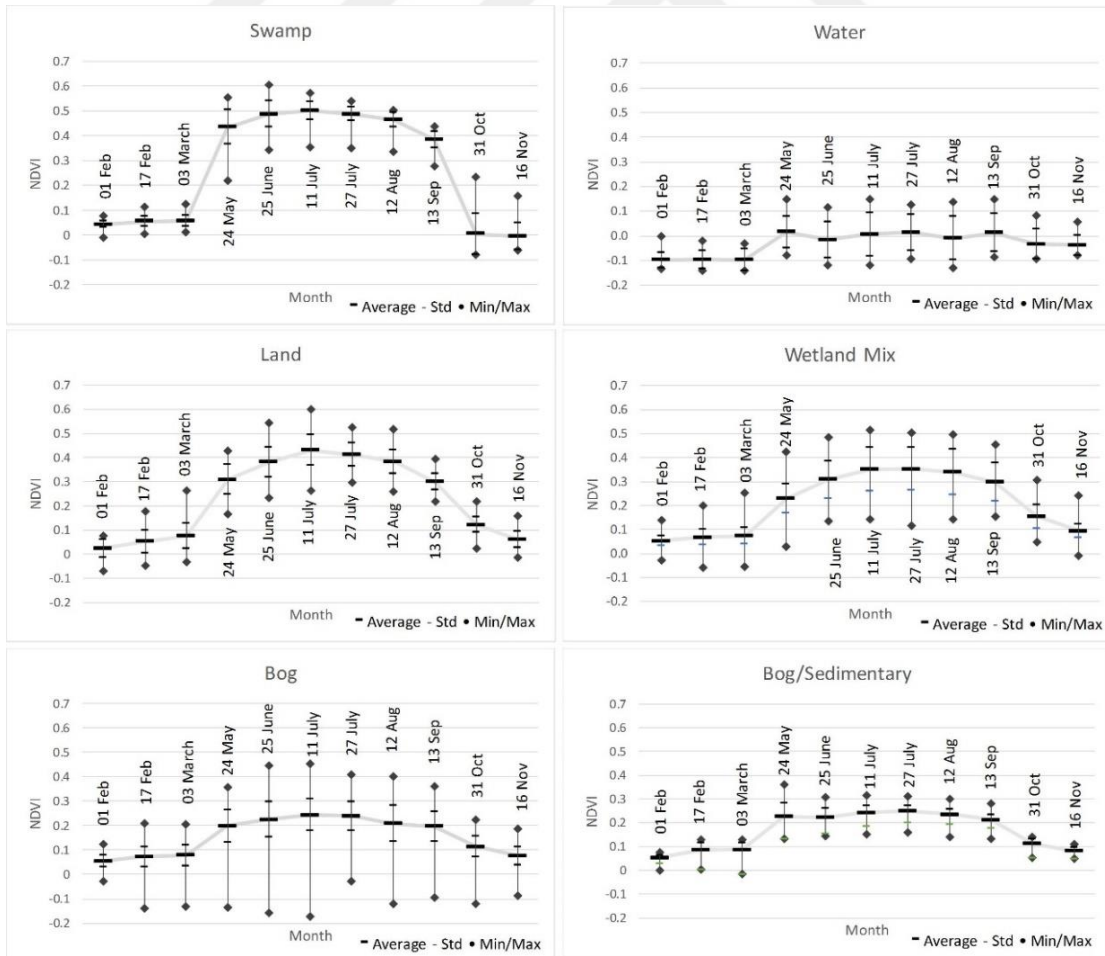 Swamp
0.7
0.6
0.5
0.4
0.3
0.2
0.1
0
-0.1
-0.2
NDVI
01 Feb
17 Feb
03 March
24 May
25 June
11 July
27 July
12 Aug
13 Sep
31 Oct
16 Nov
Month
Average - Std • Min/Max
Water
0.7
0.6
0.5
0.4
0.3
0.2
0.1
0
-0.1
-0.2
NDVI
01 Feb
17 Feb
03 March
24 May
25 June
11 July
27 July
12 Aug
13 Sep
31 Oct
16 Nov
Month
Average - Std • Min/Max
Land
0.7
0.6
0.5
0.4
0.3
0.2
0.1
0
-0.1
-0.2
NDVI
01 Feb
17 Feb
03 March
24 May
25 June
11 July
27 July
12 Aug
13 Sep
31 Oct
16 Nov
Month
Average - Std • Min/Max
Wetland Mix
0.7
0.6
0.5
0.4
0.3
0.2
0.1
0.0
-0.1
-0.2
NDVI
01 Feb
17 Feb
03 March
24 May
25 June
11 July
27 July
12 Aug
13 Sep
31 Oct
16 Nov
Month
Average - Std • Min/Max
Bog
0.7
0.6
0.5
0.4
0.3
0.2
0.1
0
-0.1
-0.2
NDVI
01 Feb
17 Feb
03 March
24 May
25 June
11 July
27 July
12 Aug
13 Sep
31 Oct
16 Nov
Month
Average - Std • Min/Max
Bog/Sedimentary
0.7
0.6
0.5
0.4
0.3
0.2
0.1
0
-0.1
-0.2
NDVI
01 Feb
17 Feb
03 March
24 May
25 June
11 July
27 July
12 Aug
13 Sep
31 Oct
16 Nov
Month
Average - Std • Min/Max